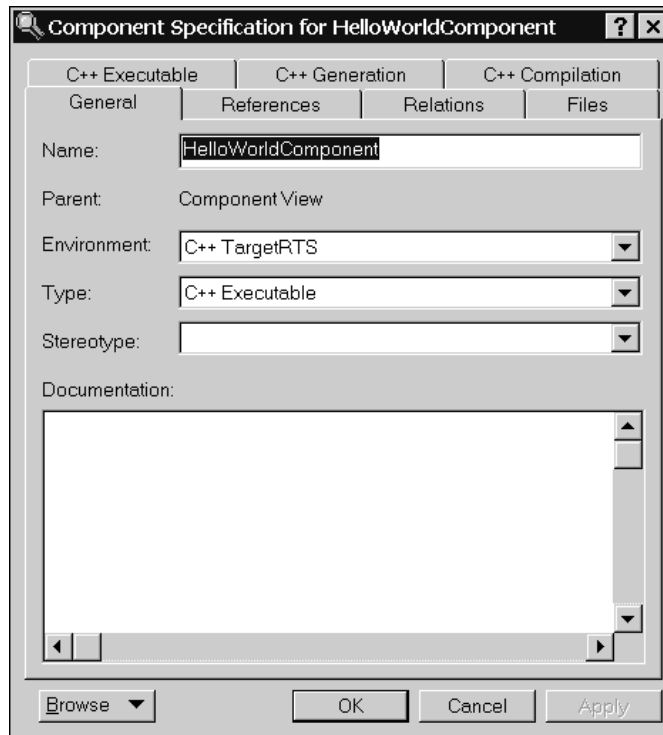 Component Specification for HelloWorldComponent ? ×
C++ Executable C++ Generation C++ Compilation
General References Relations Files
Name: HelloWorldComponent
Parent: Component View
Environment: C++ TargetRTS
Type: C++ Executable
Stereotype:
Documentation:
Browse OK Cancel Apply